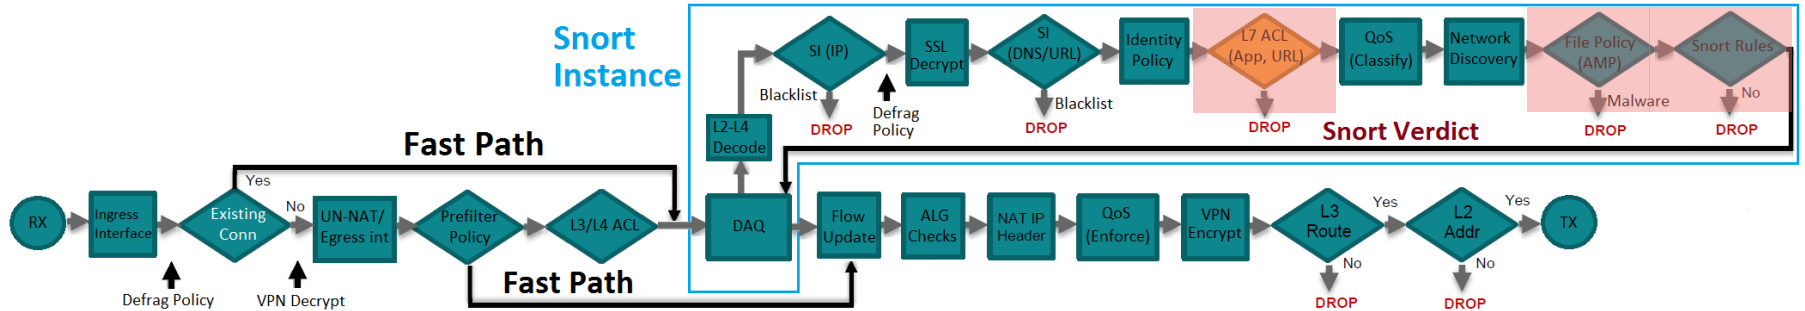 Snort
Instance
SI (IP)
Blacklist
DROP
Defrag
Policy
SSL
Decrypt
SI
(DNS/URL)
Blacklist
DROP
Identity
Policy
L7 ACL
(App, URL)
DROP
QoS
(Classify)
Network
Discovery
File Policy
(AMP)
Malware
DROP
Snort Rules
No
DROP
Snort Verdict
L2-L4
Decode
Fast Path
Yes
RX
Ingress
Interface
Defrag Policy
Existing
Conn
No
VPN Decrypt
UN-NAT/
Egress int
Prefilter
Policy
Fast Path
L3/L4 ACL
DAQ
Flow
Update
ALG
Checks
NAT IP
Header
QoS
(Enforce)
VPN
Encrypt
L3
Route
Yes
No
DROP
L2
Addr
Yes
No
DROP
TX